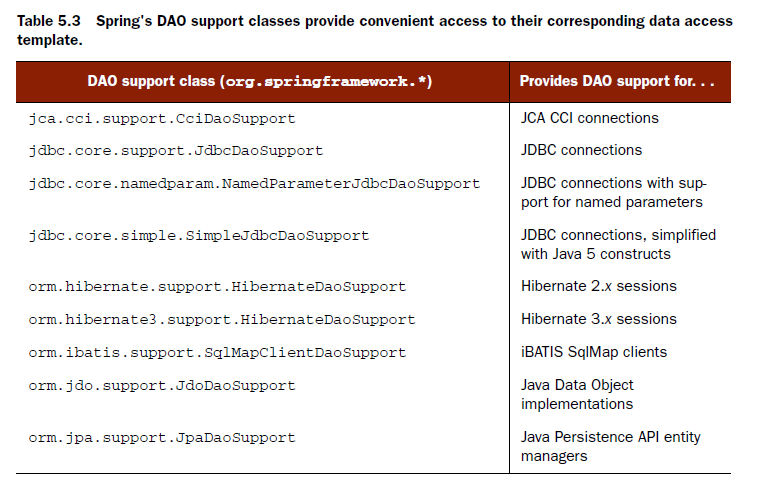 Table 5.3 Spring's DAO support classes provide convenient access to their corresponding data access
template.
DAO support class (org.springframework.*) Provides DAO support for. . .
jca.cci.support.CciDaoSupport JCA CCI connections
jdbc.core.support.JdbcDaoSupport JDBC connections
jdbc.core.namedparam.NamedParameterJdbcDaoSupport JDBC connections with sup-
port for named parameters
jdbc.core.simple.SimpleJdbcDaoSupport JDBC connections, simplified
with Java 5 constructs
orm.hibernate.support.HibernateDaoSupport Hibernate 2.x sessions
orm.hibernate3.support.HibernateDaoSupport Hibernate 3.x sessions
orm.ibatis.support.SqlMapClientDaoSupport iBATIS SqlMap clients
orm.jdo.support.JdoDaoSupport Java Data Object
implementations
orm.jpa.support.JpaDaoSupport Java Persistence API entity
managers